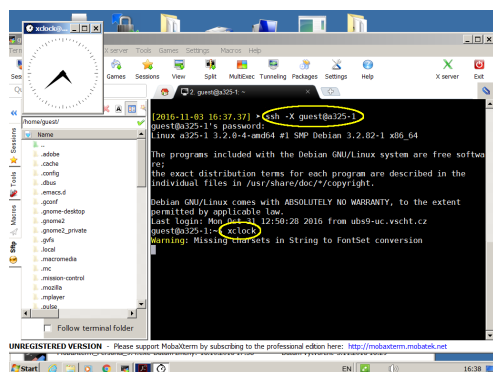 xclock@...
X server Tools Games Settings Macros Help
Games Sessions View Split MultiExec Tunneling Packages Settings Help
X server Exit
2. guest@a325-1: ~
/home/guest/
Name
..
.adobe
.cache
.config
.dbus
.emacs.d
.gconf
.gnome-desktop
.gnome2
.gnome2_private
.gvfs
.local
.macromedia
.mc
.mission-control
.mozilla
.mplayer
.pulse
Sessions
Tools
Macros
Sftp
Follow terminal folder
[2016-11-03 16:37.37] ➤ ssh -X guest@a325-1
guest@a325-1's password:
Linux a325-1 3.2.0-4-amd64 #1 SMP Debian 3.2.82-1 x86_64
The programs included with the Debian GNU/Linux system are free softwa
re;
the exact distribution terms for each program are described in the
individual files in /usr/share/doc/*/copyright.
Debian GNU/Linux comes with ABSOLUTELY NO WARRANTY, to the extent
permitted by applicable law.
Last login: Mon Oct 31 12:50:28 2016 from ubs9-uc.vscht.cz
guest@a325-1:~$ xclock
Warning: Missing charsets in String to FontSet conversion
UNREGISTERED VERSION - Please support MobaXterm by subscribing to the professional edition here: http://mobaxterm.mobatek.net
Start
EN
16:38